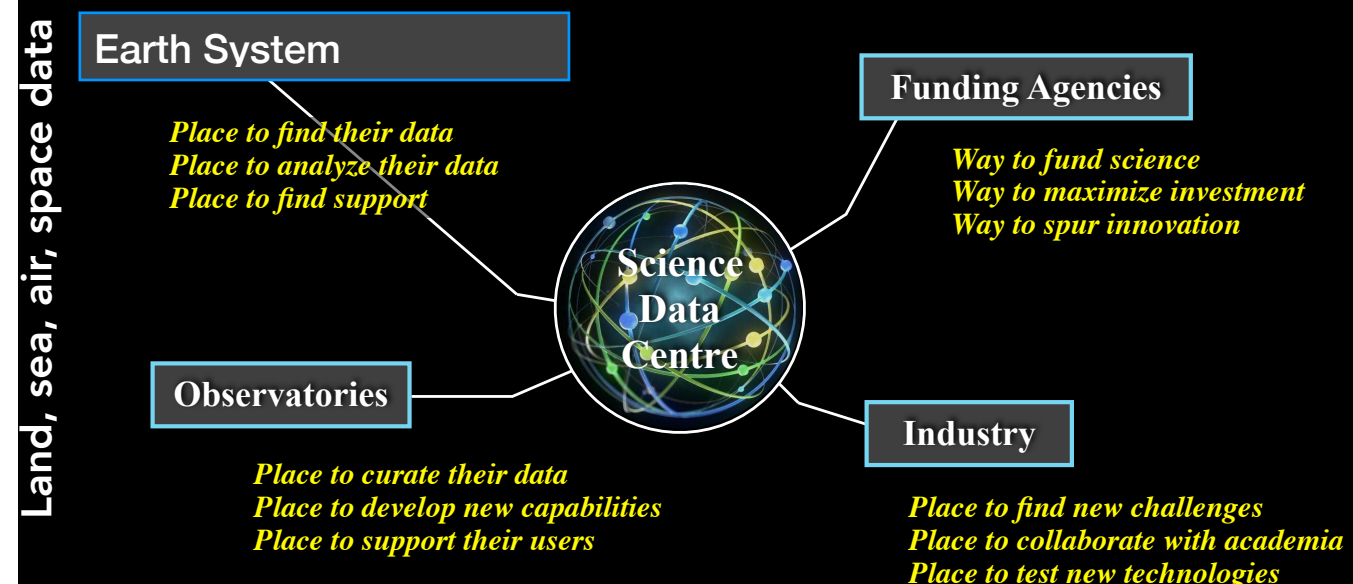 Land, sea, air, space data
Earth System
Place to find their data
Place to analyze their data
Place to find support
Funding Agencies
Way to fund science
Way to maximize investment
Way to spur innovation
Science
Data
Centre
Observatories
Place to curate their data
Place to develop new capabilities
Place to support their users
Industry
Place to find new challenges
Place to collaborate with academia
Place to test new technologies